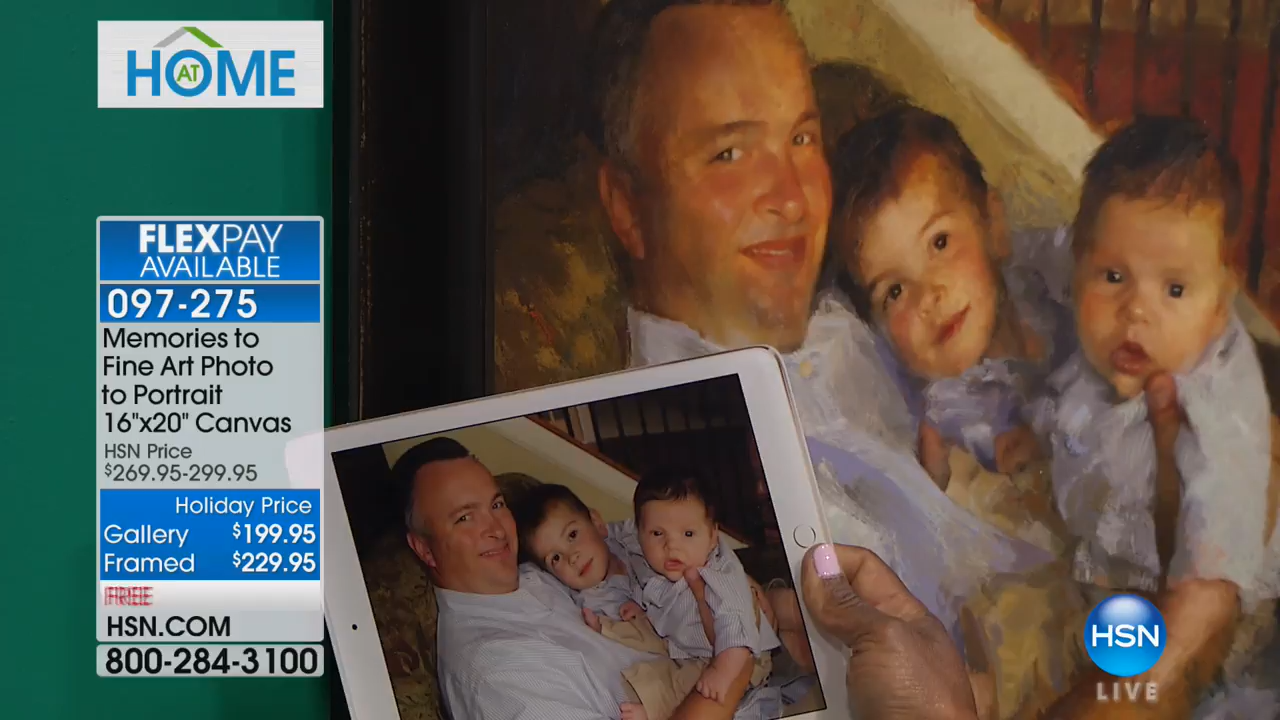 AT HOME
FLEXPAY
AVAILABLE
097-275
Memories to
Fine Art Photo
to Portrait
16"x20" Canvas
HSN Price
$269.95-299.95
Holiday Price
Gallery $199.95
Framed $229.95
FREE
HSN.COM
800-284-3100
HSN
LIVE